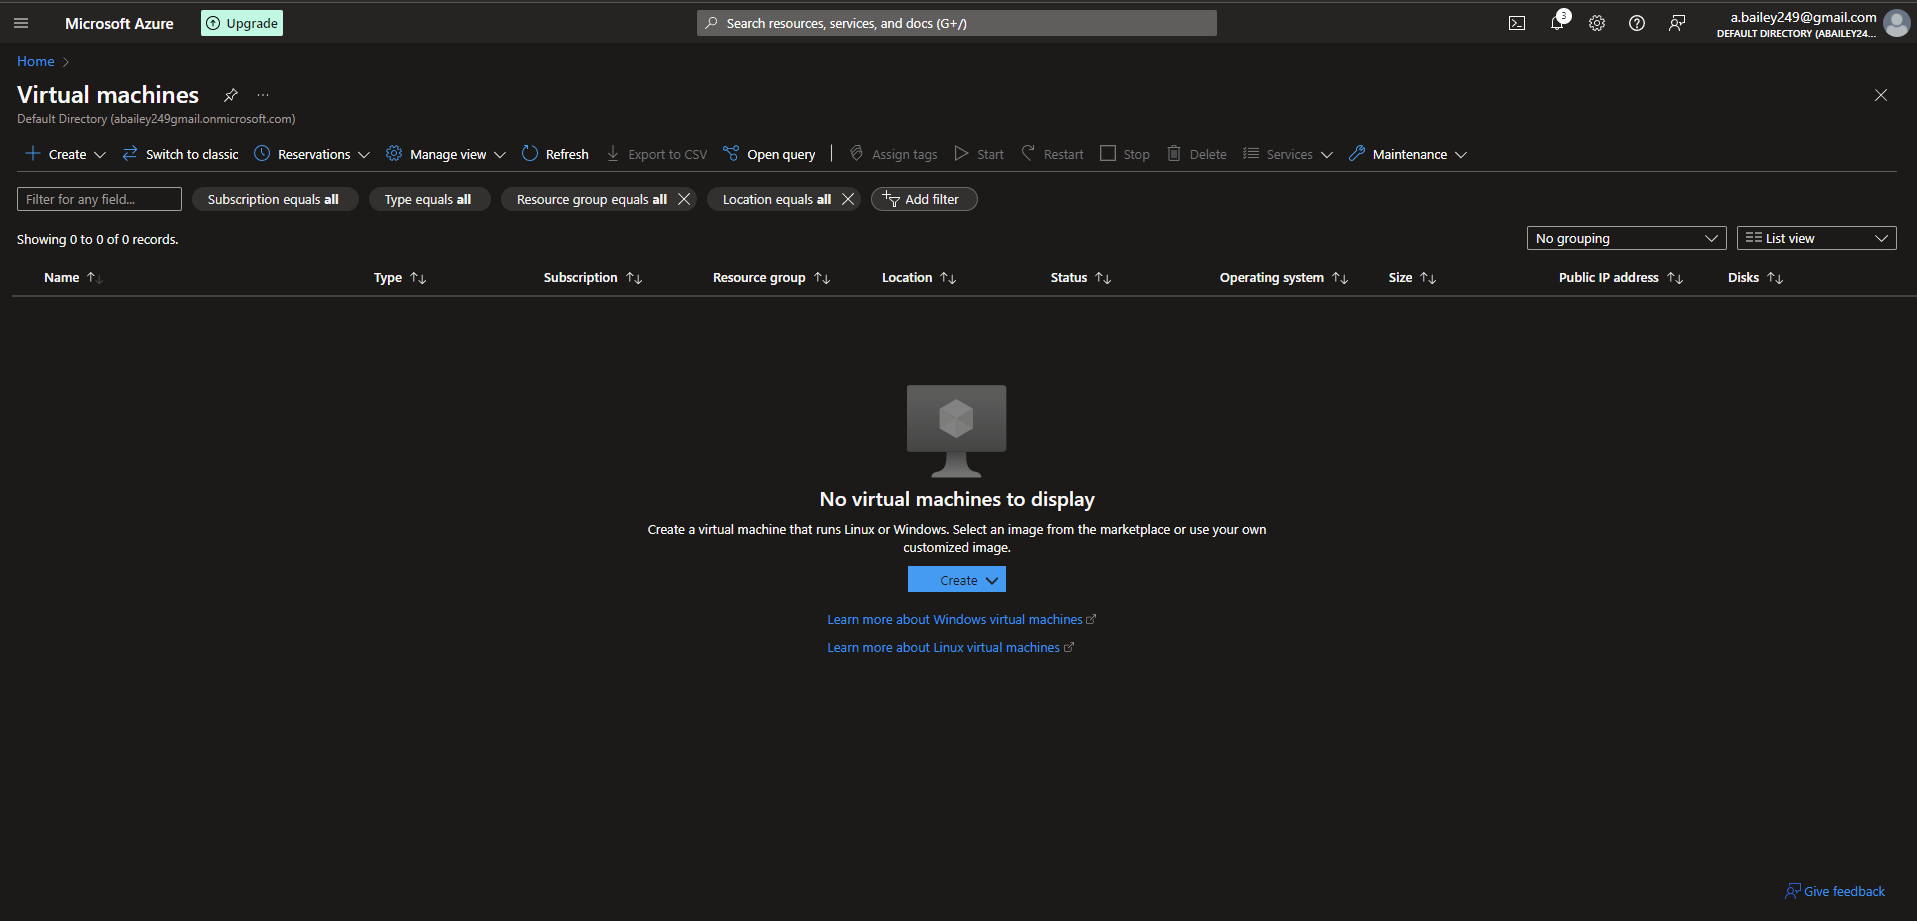 Microsoft Azure
Upgrade
Search resources, services, and docs (G+/)
3
a.bailey249@gmail.com
DEFAULT DIRECTORY (ABAILEY24...
Home
Virtual machines
...
Default Directory (abailey249gmail.onmicrosoft.com)
Create
Switch to classic
Reservations
Manage view
Refresh
Export to CSV
Open query
Assign tags
Start
Restart
Stop
Delete
Services
Maintenance
Filter for any field...
Subscription equals all
Type equals all
Resource group equals all
Location equals all
Add filter
Showing 0 to 0 of 0 records.
No grouping
List view
Name
Type
Subscription
Resource group
Location
Status
Operating system
Size
Public IP address
Disks
No virtual machines to display
Create a virtual machine that runs Linux or Windows. Select an image from the marketplace or use your own
customized image.
Create
Learn more about Windows virtual machines
Learn more about Linux virtual machines
Give feedback